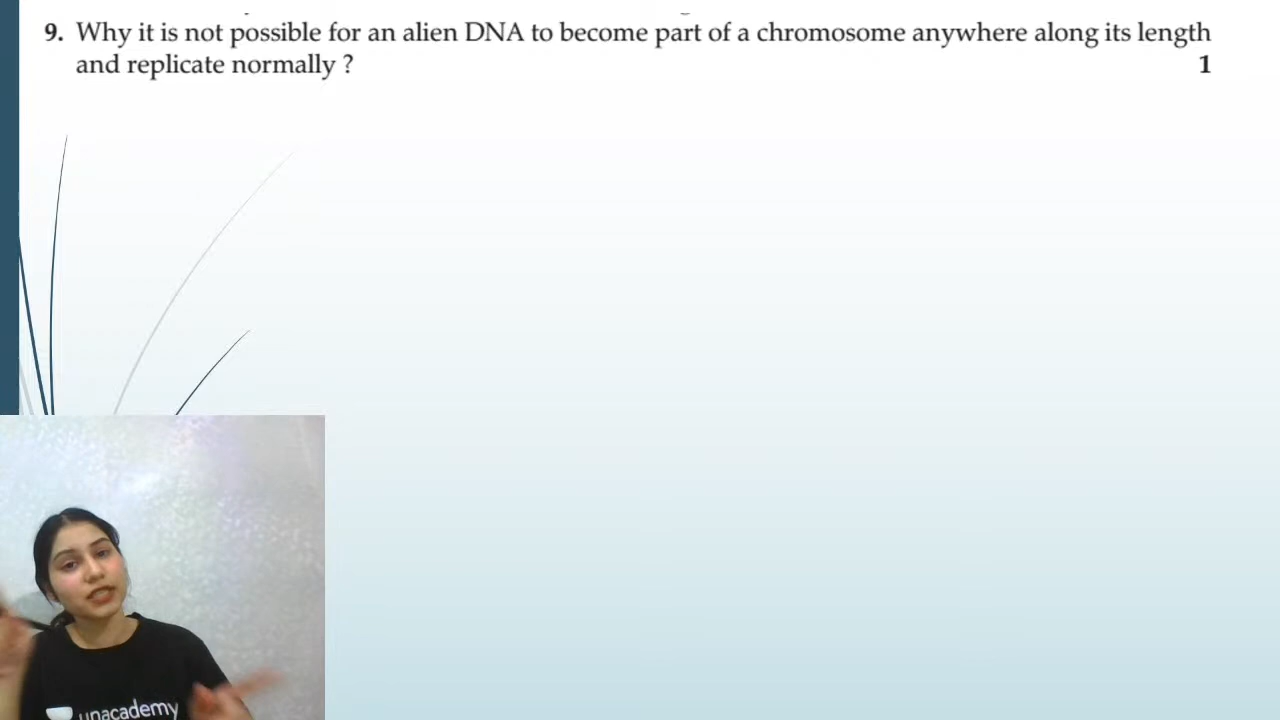 9. Why it is not possible for an alien DNA to become part of a chromosome anywhere along its length
and replicate normally ? 1
unacademy